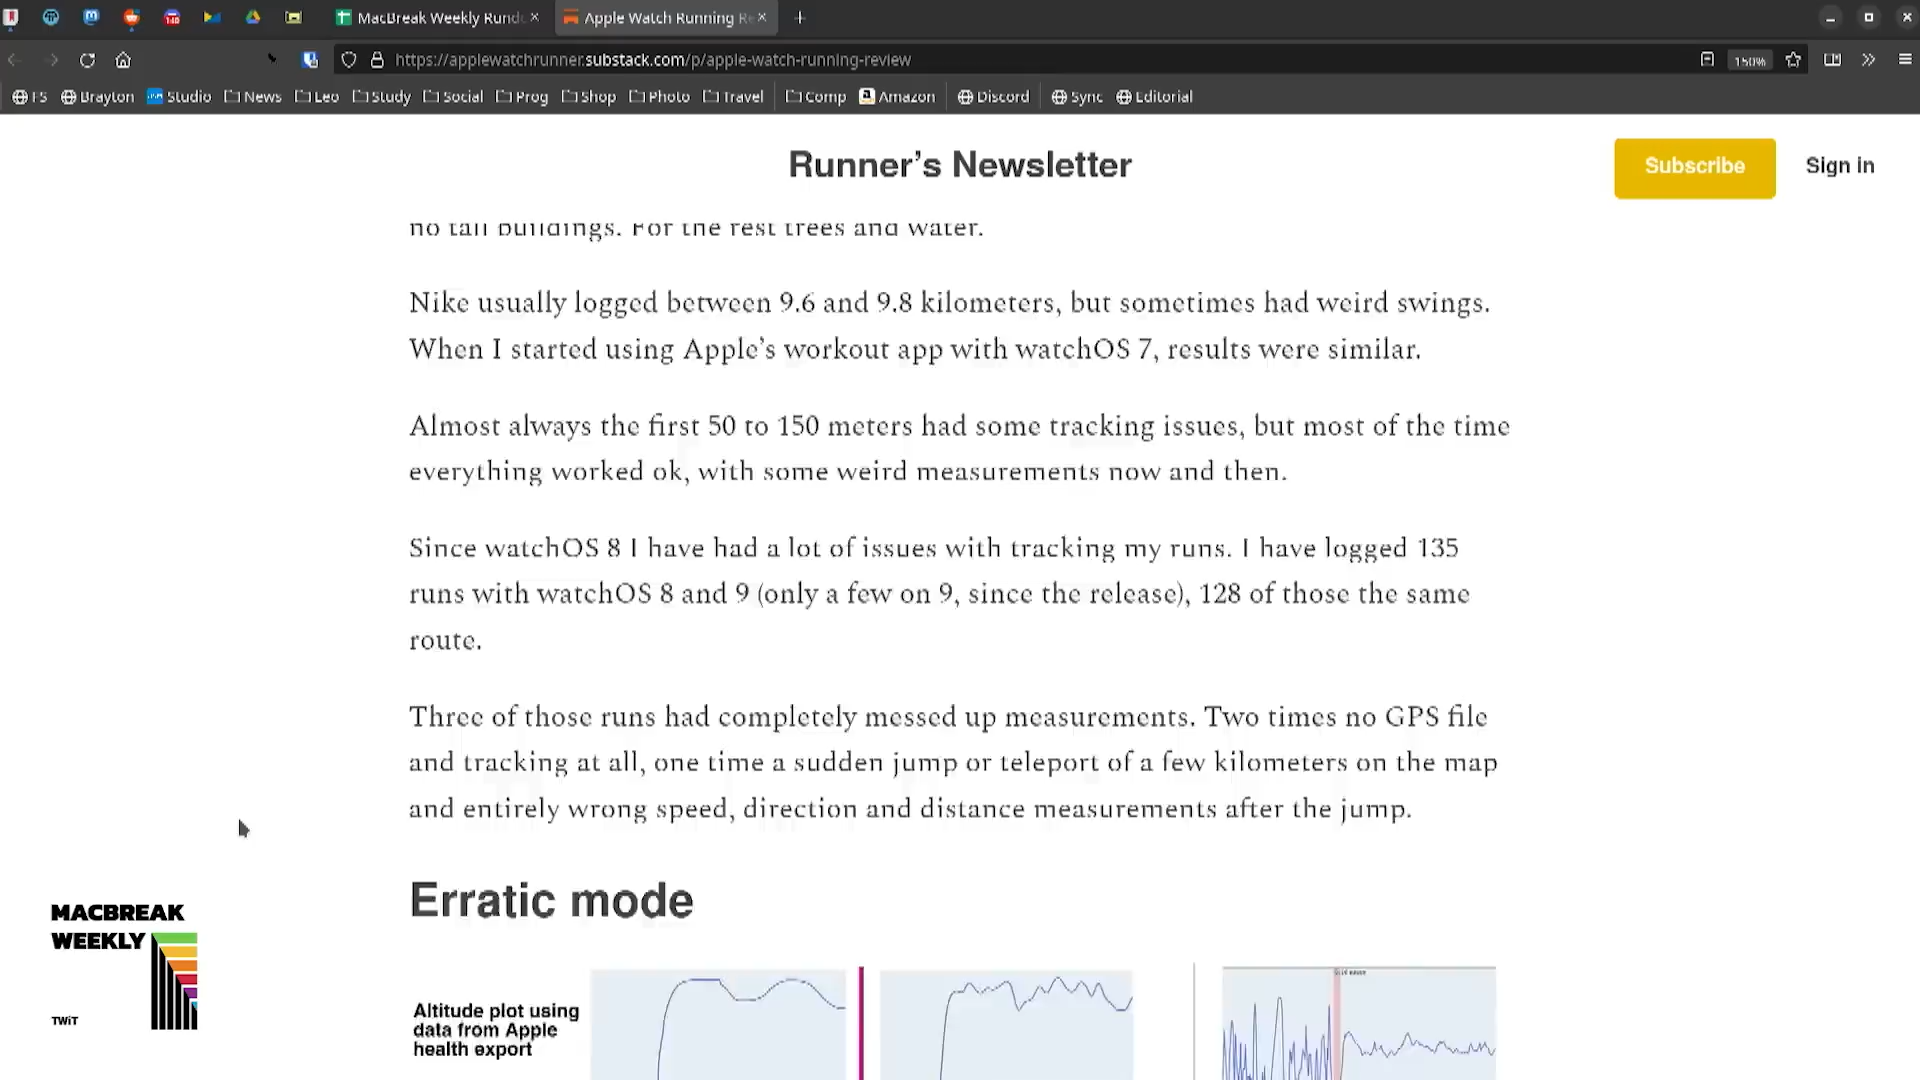 MacBreak Weekly Rund
Apple Watch Running Re
https://applewatchrunner.substack.com/p/apple-watch-running-review
150%
FS
Brayton
Studio
News
Leo
Study
Social
Prog
Shop
Photo
Travel
Comp
Amazon
Discord
Sync
Editorial
Runner’s Newsletter
Subscribe
Sign in
no tall buildings. For the rest trees and water.
Nike usually logged between 9.6 and 9.8 kilometers, but sometimes had weird swings.
When I started using Apple’s workout app with watchOS 7, results were similar.
Almost always the first 50 to 150 meters had some tracking issues, but most of the time
everything worked ok, with some weird measurements now and then.
Since watchOS 8 I have had a lot of issues with tracking my runs. I have logged 135
runs with watchOS 8 and 9 (only a few on 9, since the release), 128 of those the same
route.
Three of those runs had completely messed up measurements. Two times no GPS file
and tracking at all, one time a sudden jump or teleport of a few kilometers on the map
and entirely wrong speed, direction and distance measurements after the jump.
Erratic mode
Altitude plot using
data from Apple
health export
MACBREAK
WEEKLY
TWiT